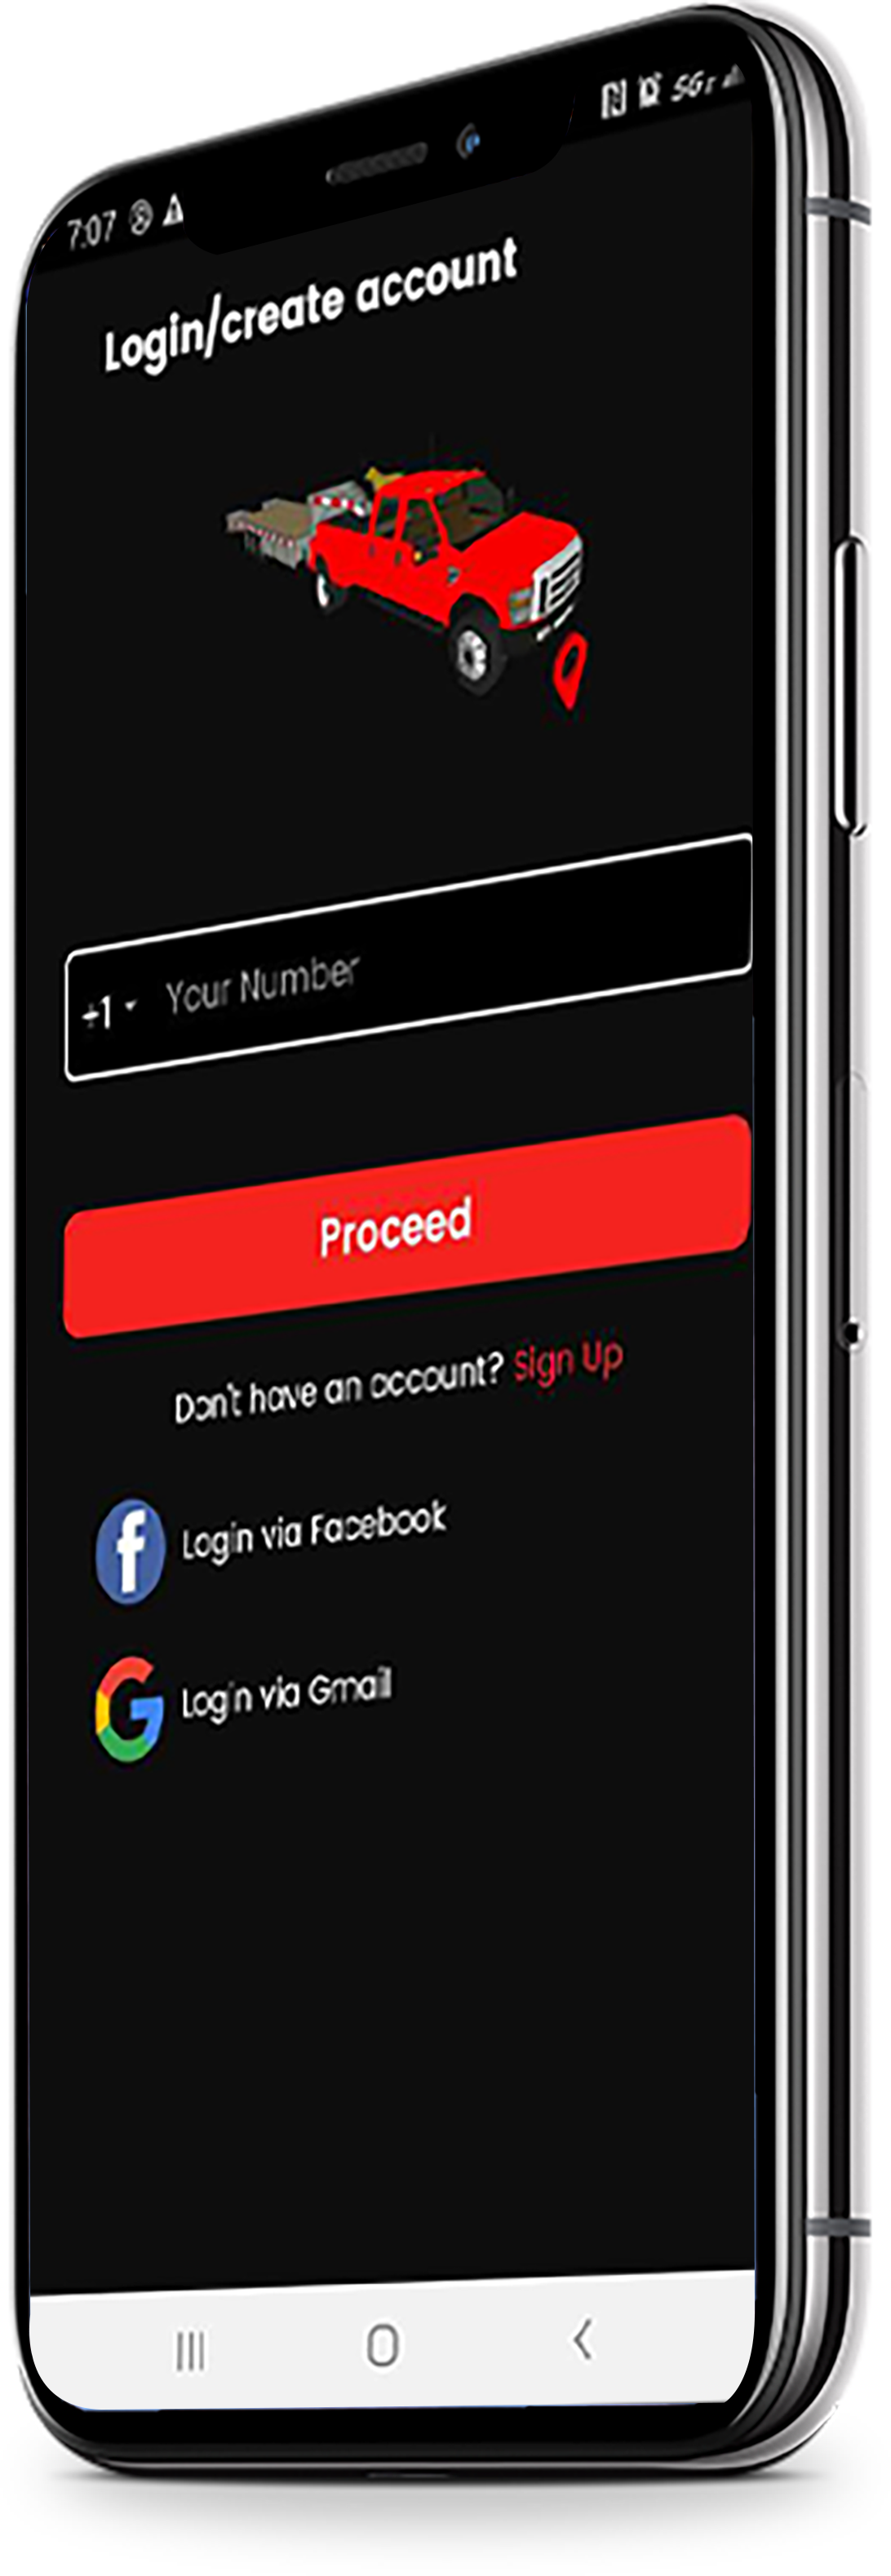 7:07 5G
Login/create account
+1 Your Number
Proceed
Don't have an account? Sign Up
f Login via Facebook
G Login via Gmail